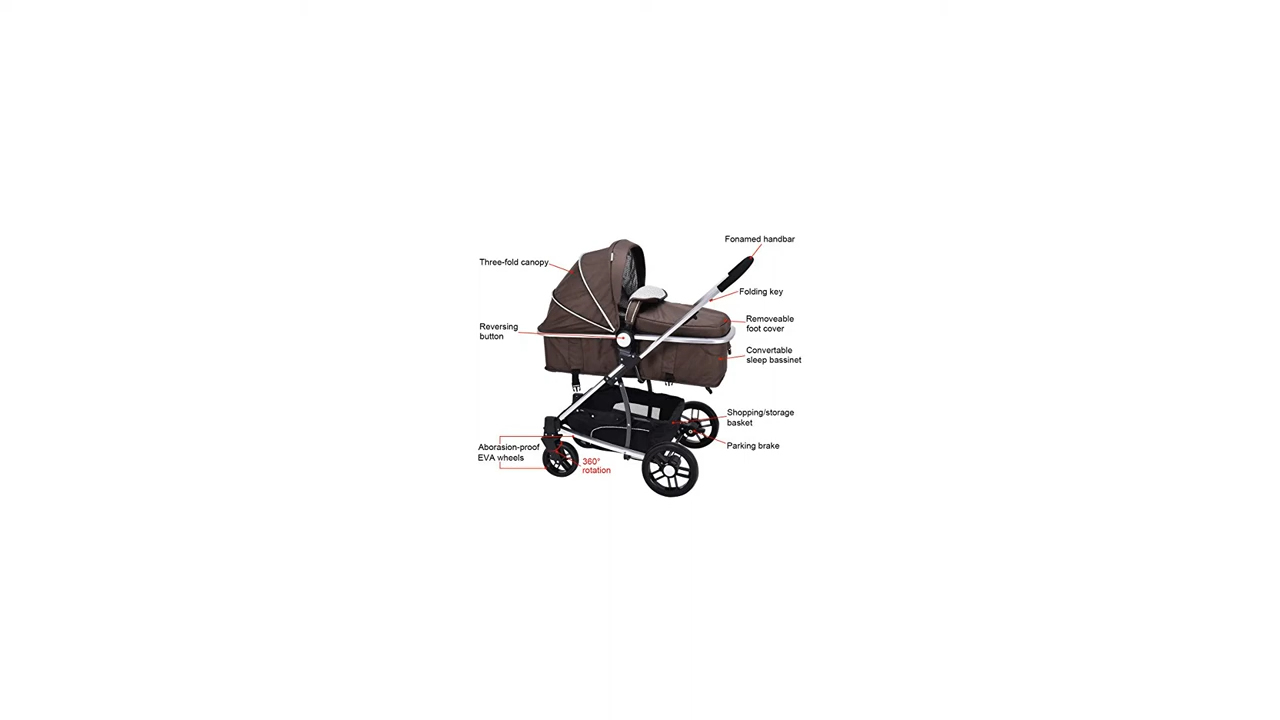 Fonamed handbar
Three-fold canopy
Folding key
Removeable
foot cover
Reversing
button
Convertable
sleep bassinet
Shopping/storage
basket
Parking brake
Aborasion-proof
EVA wheels
360°
rotation